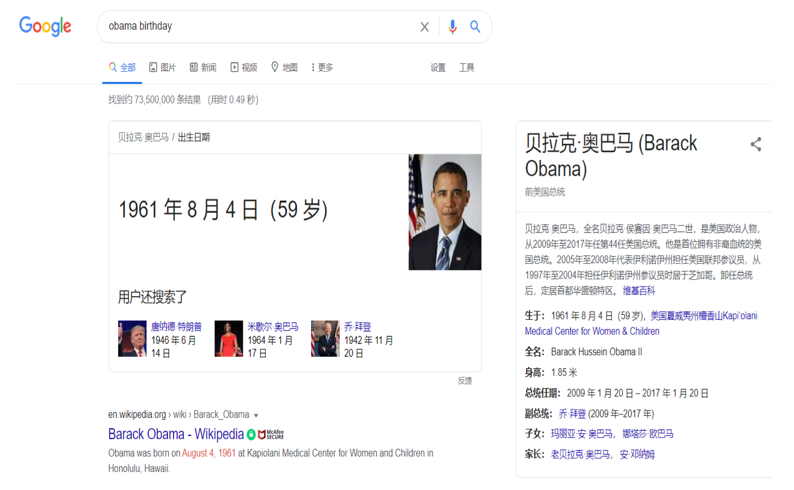 Google
obama birthday
全部 图片 新闻 视频 地图 更多 设置 工具
找到约 73,500,000 条结果 （用时 0.49 秒）
贝拉克·奥巴马 / 出生日期
1961 年 8 月 4 日（59 岁）
用户还搜索了
唐纳德·特朗普
1946 年 6 月
14 日
米歇尔·奥巴马
1964 年 1 月
17 日
乔·拜登
1942 年 11 月
20 日
反馈
en.wikipedia.org › wiki › Barack_Obama
Barack Obama - Wikipedia McAfee SECURE
Obama was born on August 4, 1961 at Kapiolani Medical Center for Women and Children in
Honolulu, Hawaii.
贝拉克·奥巴马 (Barack
Obama)
前美国总统
贝拉克·奥巴马，全名贝拉克·侯赛因·奥巴马二世，是美国政治人物，
从2009年至2017年任第44任美国总统。他是首位拥有非裔血统的美
国总统。2005年至2008年代表伊利诺伊州担任美国联邦参议员，从
1997年至2004年担任伊利诺伊州参议员时居于芝加哥。卸任总统
后，定居首都华盛顿特区。 维基百科
生于： 1961 年 8 月 4 日（59 岁），美国夏威夷州檀香山Kapi'olani
Medical Center for Women & Children
全名： Barack Hussein Obama II
身高： 1.85 米
总统任期： 2009 年 1 月 20 日 – 2017 年 1 月 20 日
副总统： 乔·拜登 (2009 年–2017 年)
子女： 玛丽亚·安·奥巴马， 娜塔莎·欧巴马
家长： 老贝拉克·奥巴马， 安·邓纳姆